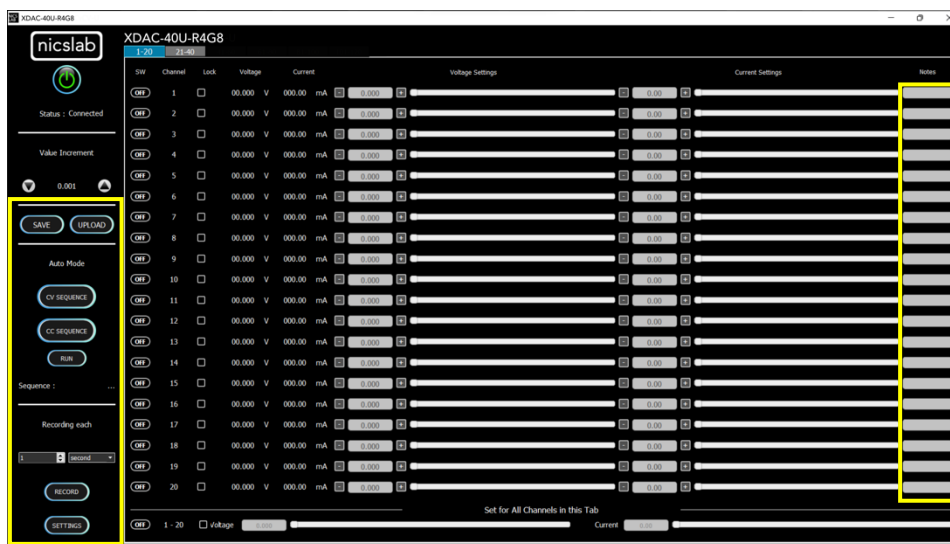 XDAC-40U-R4G8
nicslab
Status : Connected
Value Increment
0.001
SAVE UPLOAD
Auto Mode
CV SEQUENCE
CC SEQUENCE
RUN
Sequence : ...
Recording each
1 second
RECORD
SETTINGS
XDAC-40U-R4G8
1-20 21-40
SW Channel Lock Voltage Current Voltage Settings Current Settings Notes
OFF 1 00.000 V 000.00 mA - 0.000 + - 0.00 +
OFF 2 00.000 V 000.00 mA - 0.000 + - 0.00 +
OFF 3 00.000 V 000.00 mA - 0.000 + - 0.00 +
OFF 4 00.000 V 000.00 mA - 0.000 + - 0.00 +
OFF 5 00.000 V 000.00 mA - 0.000 + - 0.00 +
OFF 6 00.000 V 000.00 mA - 0.000 + - 0.00 +
OFF 7 00.000 V 000.00 mA - 0.000 + - 0.00 +
OFF 8 00.000 V 000.00 mA - 0.000 + - 0.00 +
OFF 9 00.000 V 000.00 mA - 0.000 + - 0.00 +
OFF 10 00.000 V 000.00 mA - 0.000 + - 0.00 +
OFF 11 00.000 V 000.00 mA - 0.000 + - 0.00 +
OFF 12 00.000 V 000.00 mA - 0.000 + - 0.00 +
OFF 13 00.000 V 000.00 mA - 0.000 + - 0.00 +
OFF 14 00.000 V 000.00 mA - 0.000 + - 0.00 +
OFF 15 00.000 V 000.00 mA - 0.000 + - 0.00 +
OFF 16 00.000 V 000.00 mA - 0.000 + - 0.00 +
OFF 17 00.000 V 000.00 mA - 0.000 + - 0.00 +
OFF 18 00.000 V 000.00 mA - 0.000 + - 0.00 +
OFF 19 00.000 V 000.00 mA - 0.000 + - 0.00 +
OFF 20 00.000 V 000.00 mA - 0.000 + - 0.00 +
Set for All Channels in this Tab
OFF 1 - 20 Voltage 0.000 Current 0.00